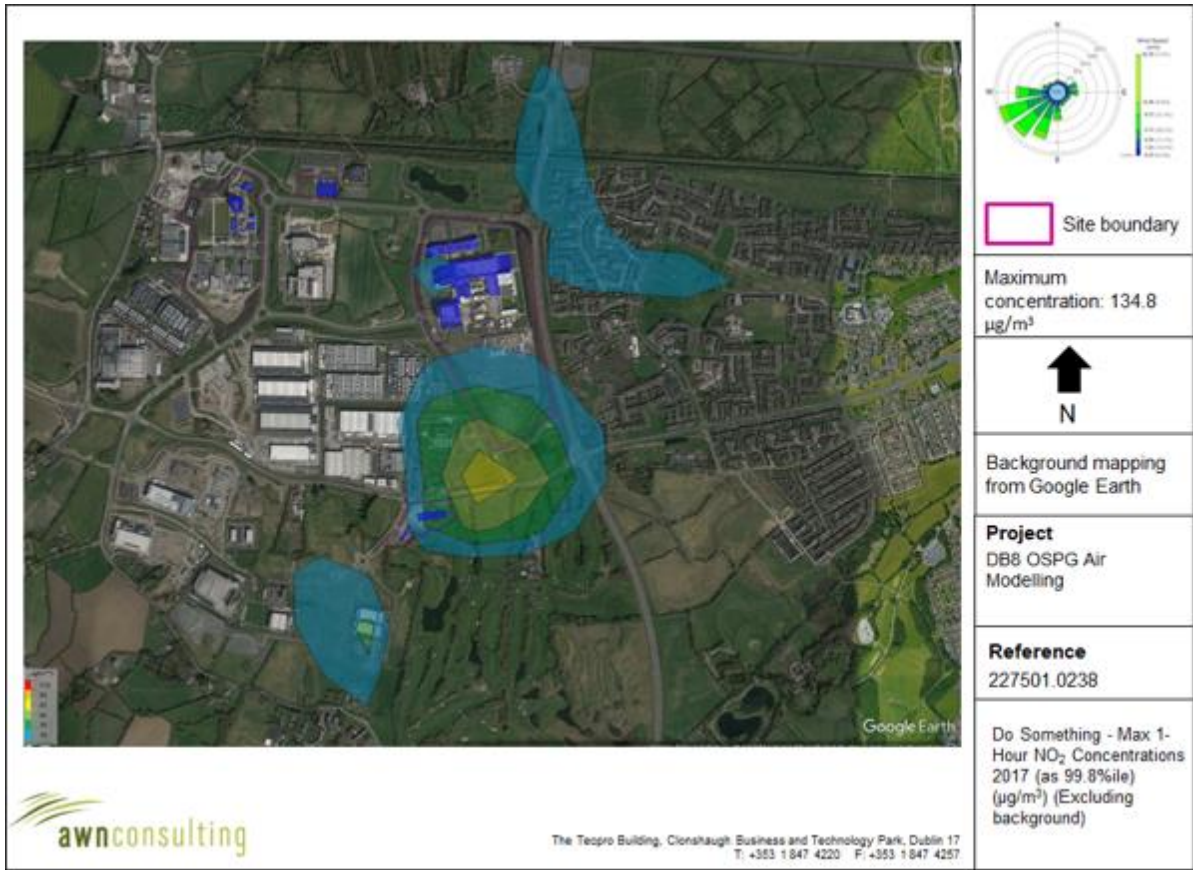 N
W
E
S
Site boundary
Maximum
concentration: 134.8
µg/m³
N
Background mapping
from Google Earth
Project
DB8 OSPG Air
Modelling
Reference
227501.0238
Do Something - Max 1-
Hour NO₂ Concentrations
2017 (as 99.8%ile)
(µg/m³) (Excluding
background)
Google Earth
awnconsulting
The Tecpro Building, Clonshaugh Business and Technology Park, Dublin 17
T: +353 1 847 4220 F: +353 1 847 4257